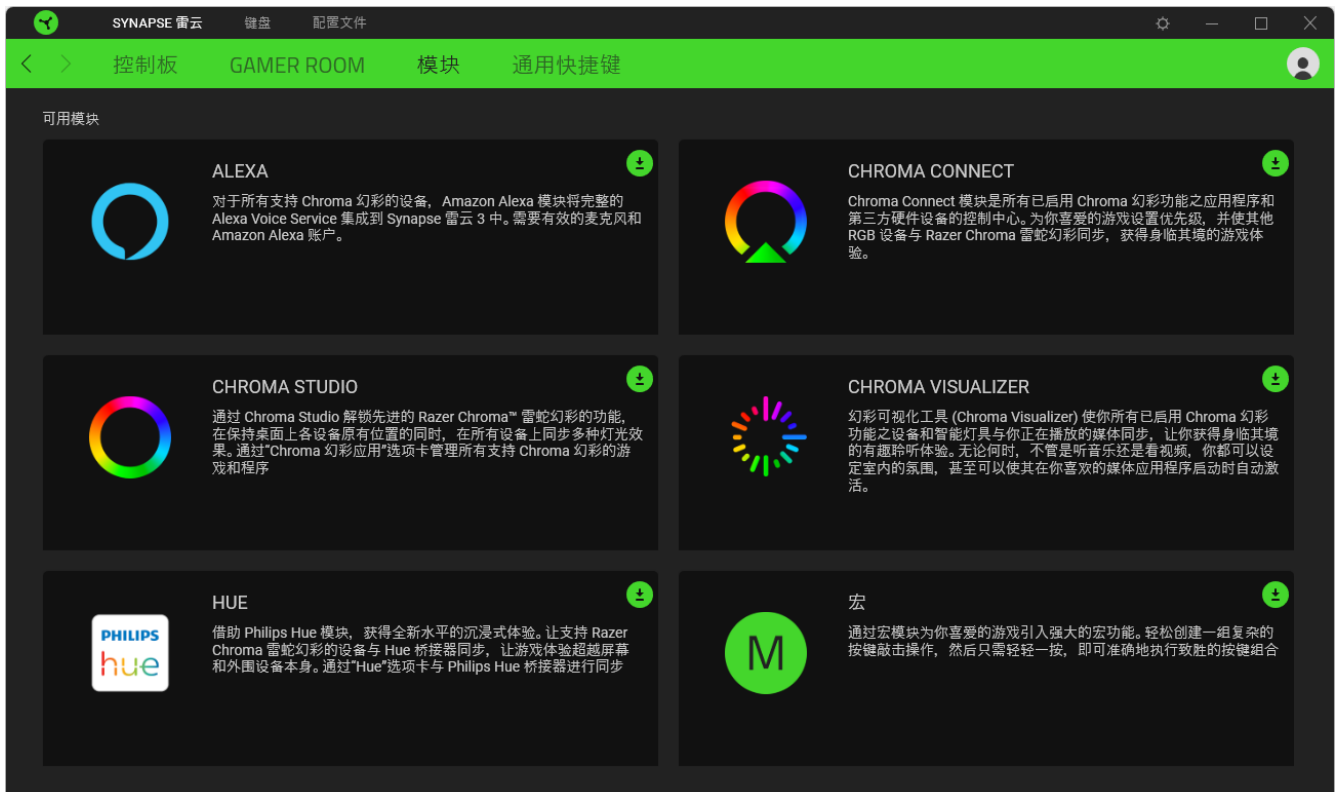 SYNAPSE 雷云 键盘 配置文件
控制板 GAMER ROOM 模块 通用快捷键
可用模块
ALEXA
对于所有支持 Chroma 幻彩的设备，Amazon Alexa 模块将完整的
Alexa Voice Service 集成到 Synapse 雷云 3 中。需要有效的麦克风和
Amazon Alexa 账户。
CHROMA CONNECT
Chroma Connect 模块是所有已启用 Chroma 幻彩功能之应用程序和
第三方硬件设备的控制中心。为你喜爱的游戏设置优先级，并使其他
RGB 设备与 Razer Chroma 雷蛇幻彩同步，获得身临其境的游戏体
验。
CHROMA STUDIO
通过 Chroma Studio 解锁先进的 Razer Chroma™ 雷蛇幻彩的功能，
在保持桌面上各设备原有位置的同时，在所有设备上同步多种灯光效
果。通过“Chroma 幻彩应用”选项卡管理所有支持 Chroma 幻彩的游
戏和程序
CHROMA VISUALIZER
幻彩可视化工具 (Chroma Visualizer) 使你所有已启用 Chroma 幻彩
功能之设备和智能灯具与你正在播放的媒体同步，让你获得身临其境
的有趣聆听体验。无论何时，不管是听音乐还是看视频，你都可以设
定室内的氛围，甚至可以使其在你喜欢的媒体应用程序启动时自动激
活。
PHILIPS
hue
HUE
借助 Philips Hue 模块，获得全新水平的沉浸式体验。让支持 Razer
Chroma 雷蛇幻彩的设备与 Hue 桥接器同步，让游戏体验超越屏幕
和外围设备本身。通过“Hue”选项卡与 Philips Hue 桥接器进行同步
M
宏
通过宏模块为你喜爱的游戏引入强大的宏功能。轻松创建一组复杂的
按键敲击操作，然后只需轻轻一按，即可准确地执行致胜的按键组合